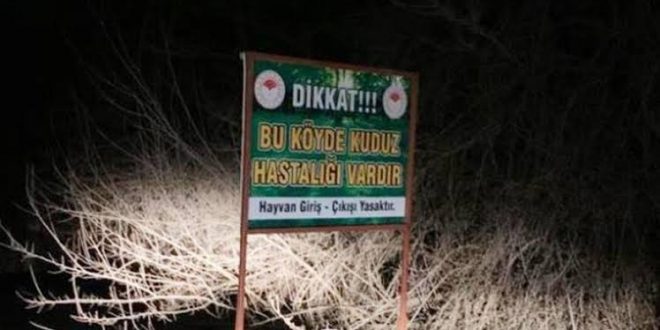 DİKKAT!!!
BU KÖYDE KUDUZ
HASTALIĞI VARDIR
Hayvan Giriş - Çıkışı Yasaktır.